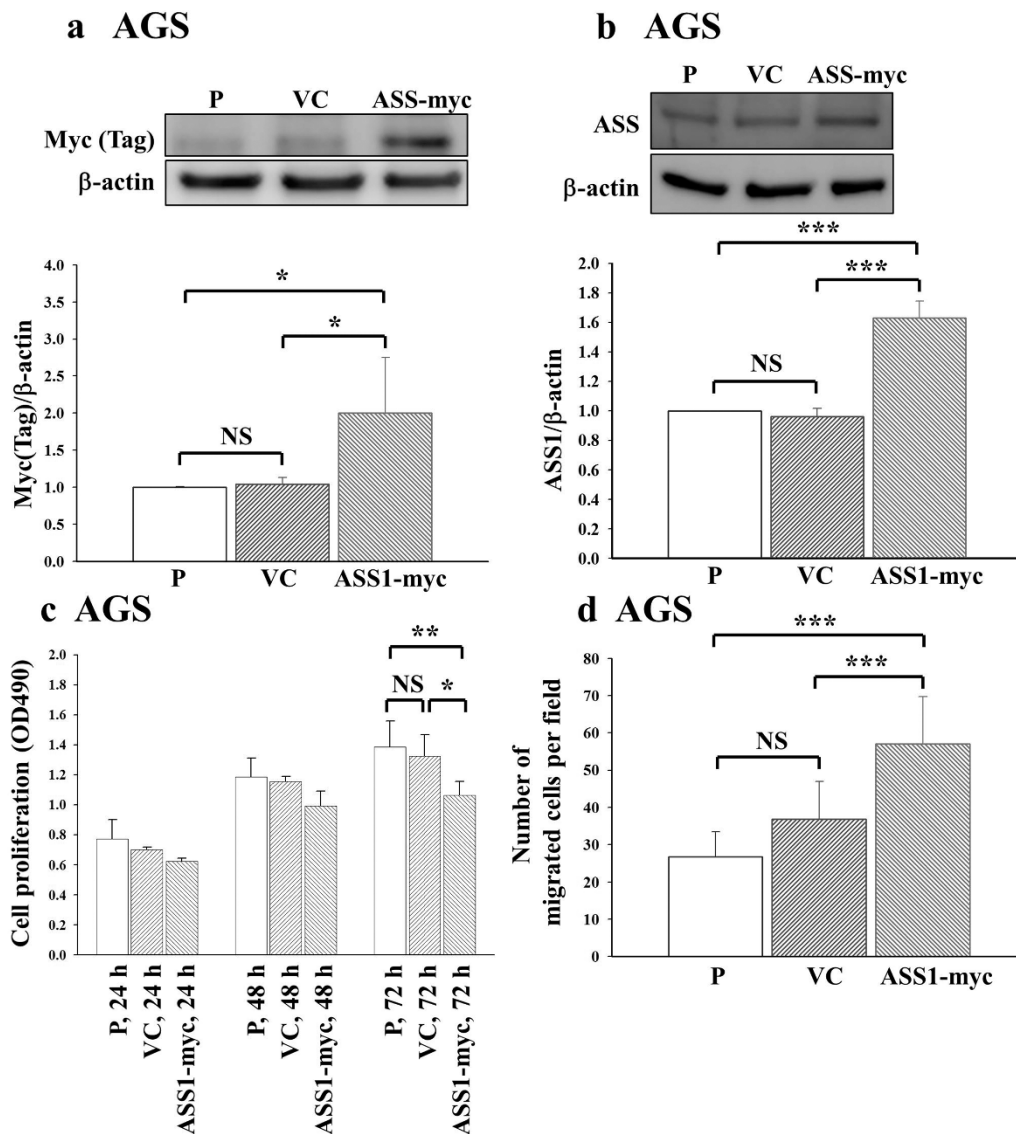 a AGS
P VC ASS-myc
Myc (Tag)
β-actin
*
*
NS
Myc(Tag)/β-actin
4.0
3.5
3.0
2.5
2.0
1.5
1.0
0.5
0.0
P VC ASS1-myc
b AGS
P VC ASS-myc
ASS
β-actin
***
***
NS
ASS1/β-actin
2.0
1.8
1.6
1.4
1.2
1.0
0.8
0.6
0.4
0.2
0.0
P VC ASS1-myc
c AGS
**
NS *
Cell proliferation (OD490)
2.0
1.8
1.6
1.4
1.2
1.0
0.8
0.6
0.4
0.2
0.0
P, 24 h
VC, 24 h
ASS1-myc, 24 h
P, 48 h
VC, 48 h
ASS1-myc, 48 h
P, 72 h
VC, 72 h
ASS1-myc, 72 h
d AGS
***
***
NS
Number of
migrated cells per field
80
70
60
50
40
30
20
10
0
P VC ASS1-myc